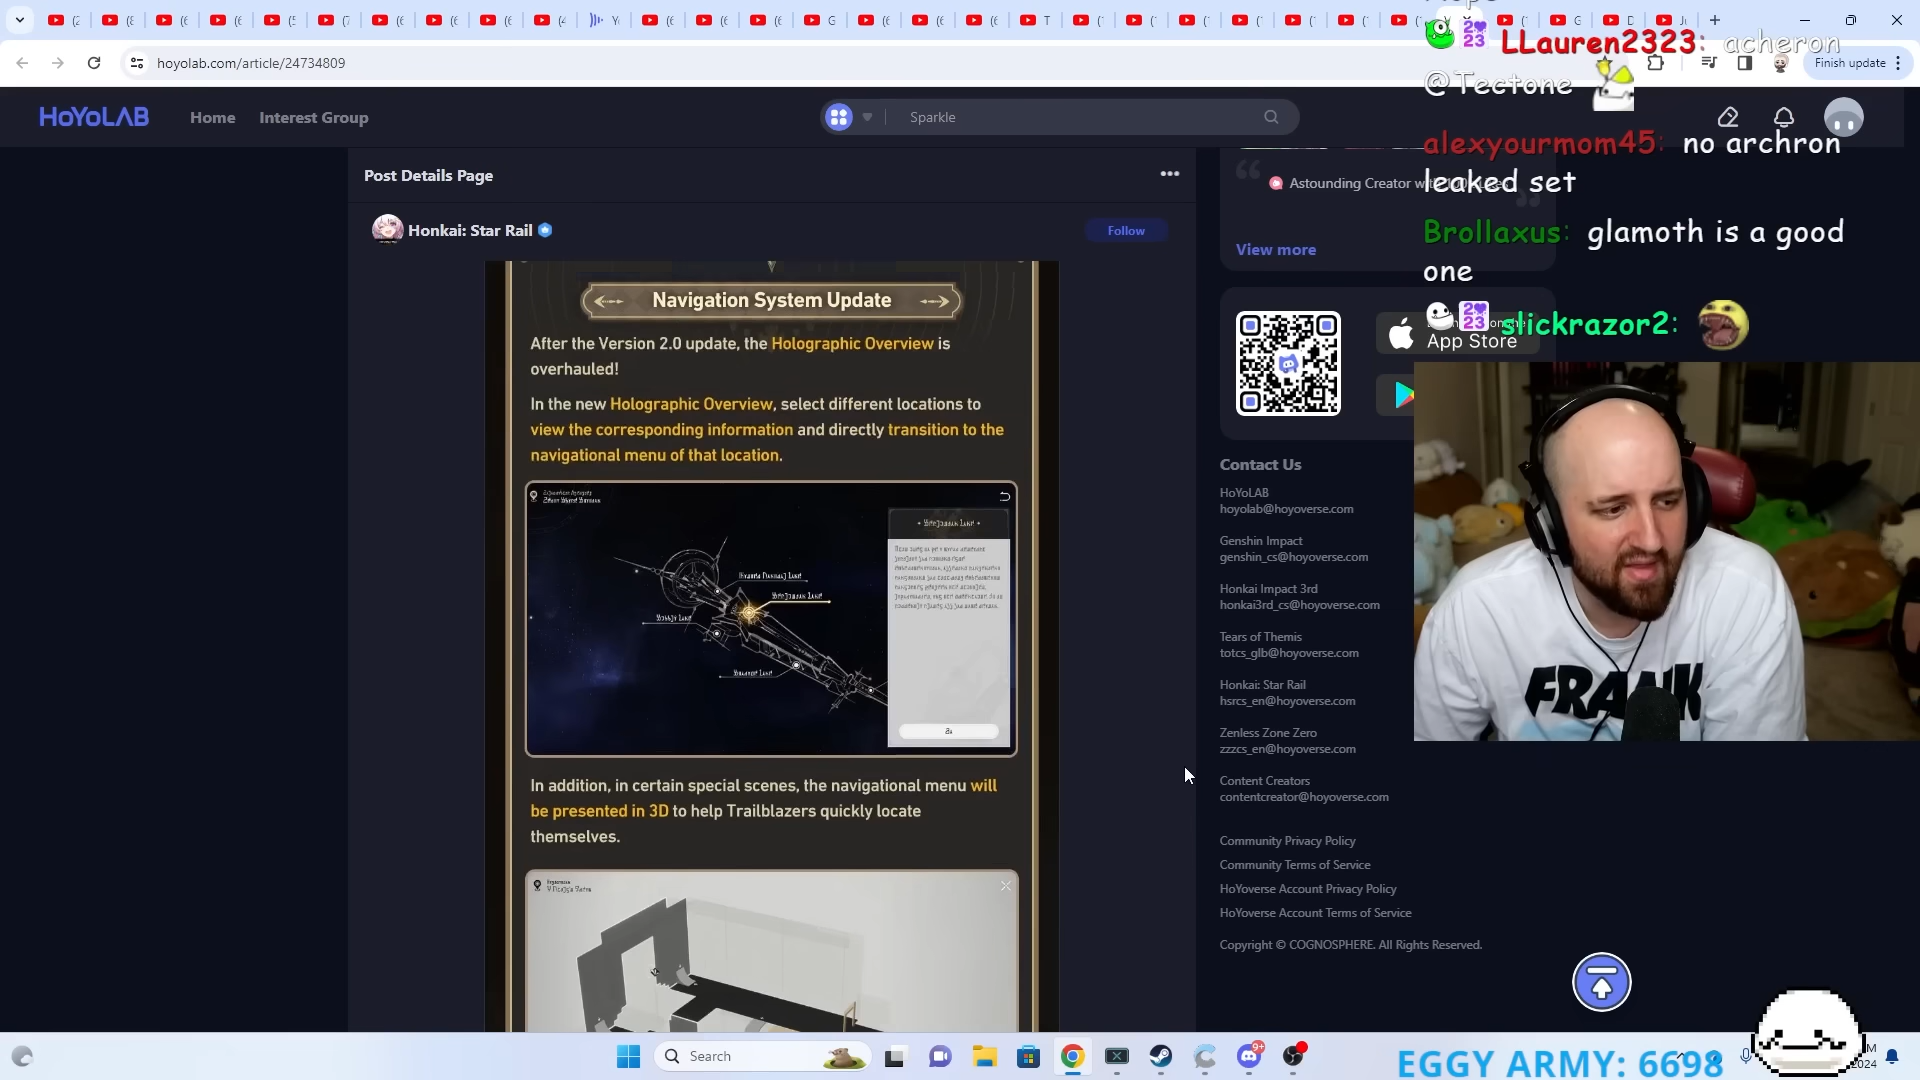 hoyolab.com/article/24734809
Finish update
LLauren2323: acheron
@Tectone
HoYoLAB
Home
Interest Group
Sparkle
alexyourmom45: no archron
leaked set
Brollaxus: glamoth is a good
one
slickrazor2:
Post Details Page
Honkai: Star Rail
Follow
Navigation System Update
After the Version 2.0 update, the Holographic Overview is
overhauled!
In the new Holographic Overview, select different locations to
view the corresponding information and directly transition to the
navigational menu of that location.
In addition, in certain special scenes, the navigational menu will
be presented in 3D to help Trailblazers quickly locate
themselves.
Astounding Creator
View more
App Store
Contact Us
HoYoLAB
hoyolab@hoyoverse.com
Genshin Impact
genshin_cs@hoyoverse.com
Honkai Impact 3rd
honkai3rd_cs@hoyoverse.com
Tears of Themis
totcs_glb@hoyoverse.com
Honkai: Star Rail
hsrcs_en@hoyoverse.com
Zenless Zone Zero
zzzcs_en@hoyoverse.com
Content Creators
contentcreator@hoyoverse.com
Community Privacy Policy
Community Terms of Service
HoYoverse Account Privacy Policy
HoYoverse Account Terms of Service
Copyright © COGNOSPHERE. All Rights Reserved.
FRANK
Search
9+
EGGY ARMY: 6698
2024